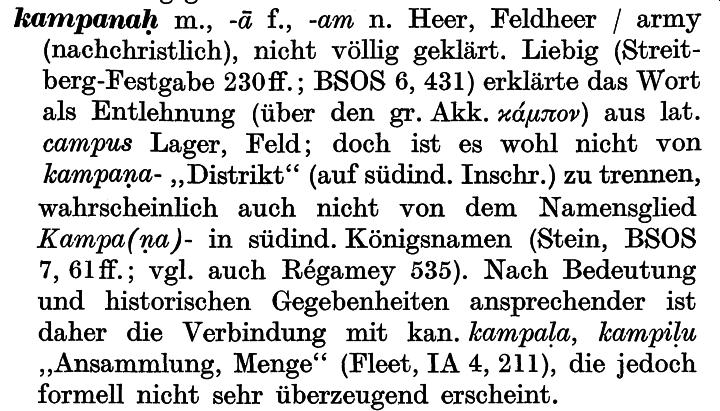 kampanaḥ m., -ā f., -am n. Heer, Feldheer / army
(nachchristlich), nicht völlig geklärt. Liebig (Streit-
berg-Festgabe 230ff.; BSOS 6, 431) erklärte das Wort
als Entlehnung (über den gr. Akk. κάμπον) aus lat.
campus Lager, Feld; doch ist es wohl nicht von
kampaṇa- „Distrikt“ (auf südind. Inschr.) zu trennen,
wahrscheinlich auch nicht von dem Namensglied
Kampa(ṇa)- in südind. Königsnamen (Stein, BSOS
7, 61ff.; vgl. auch Régamey 535). Nach Bedeutung
und historischen Gegebenheiten ansprechender ist
daher die Verbindung mit kan. kampaḷa, kampiḷu
„Ansammlung, Menge“ (Fleet, IA 4, 211), die jedoch
formell nicht sehr überzeugend erscheint.